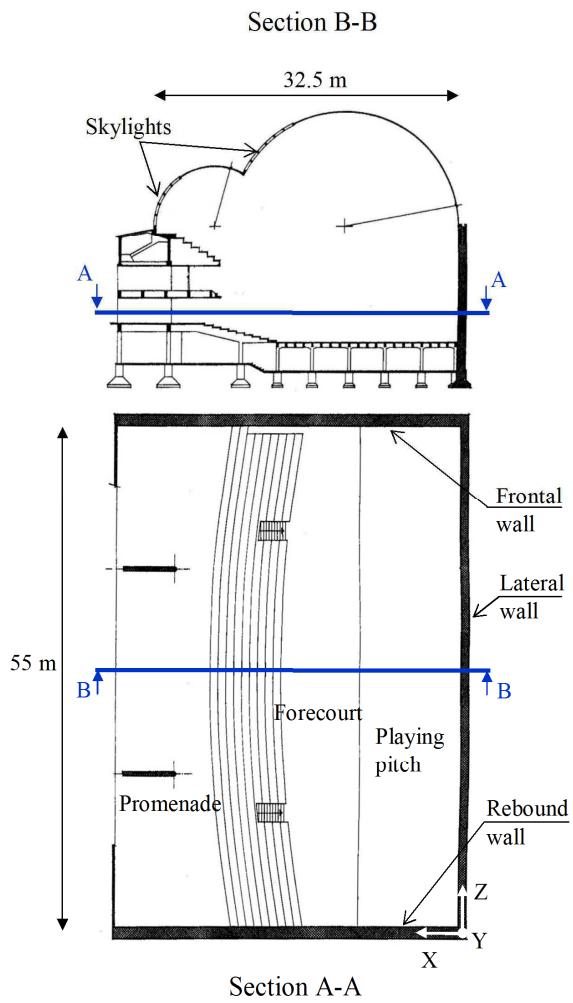 Section B-B
32.5 m
Skylights
A
A
Frontal
wall
Lateral
wall
55 m
B
B
Forecourt
Playing
pitch
Promenade
Rebound
wall
Z
Y
X
Section A-A